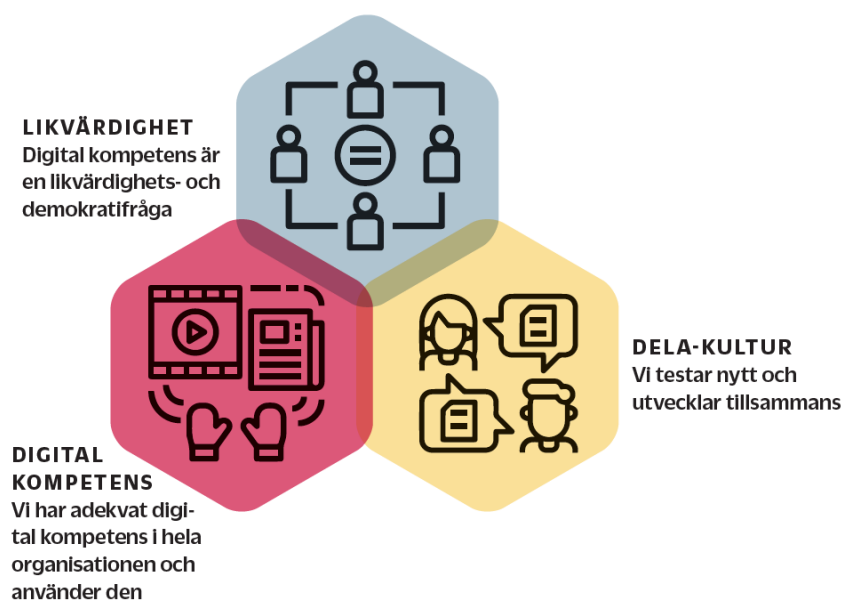 LIKVÄRDIGHET
Digital kompetens är
en likvärdighets- och
demokratifråga
DELA-KULTUR
Vi testar nytt och
utvecklar tillsammans
DIGITAL
KOMPETENS
Vi har adekvat digi-
tal kompetens i hela
organisationen och
använder den